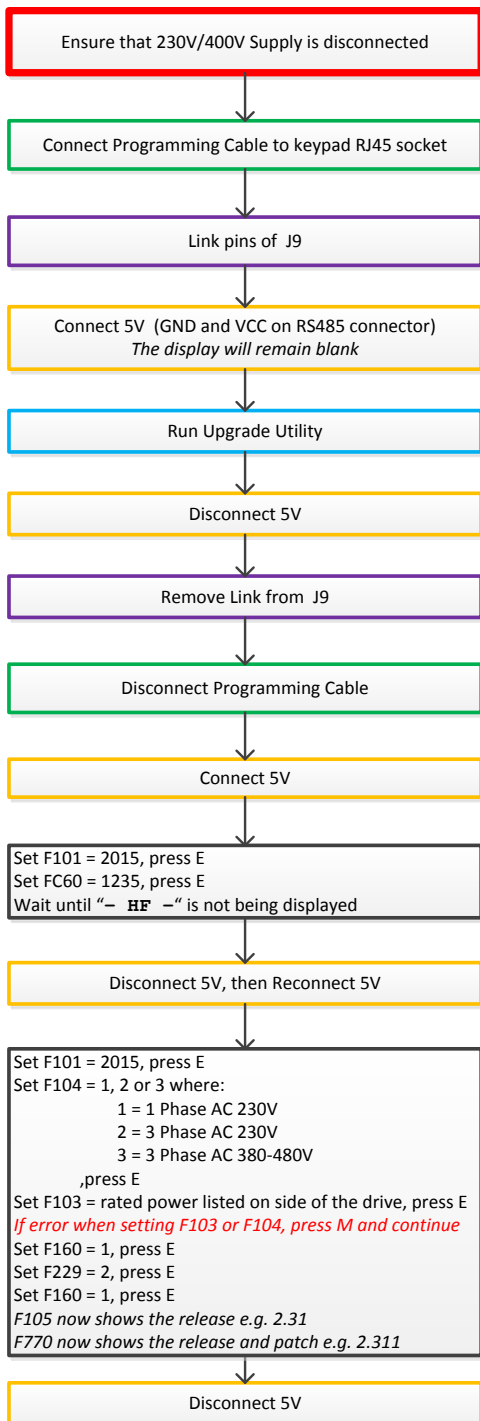 Ensure that 230V/400V Supply is disconnected
Connect Programming Cable to keypad RJ45 socket
Link pins of J9
Connect 5V (GND and VCC on RS485 connector)
The display will remain blank
Run Upgrade Utility
Disconnect 5V
Remove Link from J9
Disconnect Programming Cable
Connect 5V
Set F101 = 2015, press E
Set FC60 = 1235, press E
Wait until “– HF –“ is not being displayed
Disconnect 5V, then Reconnect 5V
Set F101 = 2015, press E
Set F104 = 1, 2 or 3 where:
1 = 1 Phase AC 230V
2 = 3 Phase AC 230V
3 = 3 Phase AC 380-480V
,press E
Set F103 = rated power listed on side of the drive, press E
If error when setting F103 or F104, press M and continue
Set F160 = 1, press E
Set F229 = 2, press E
Set F160 = 1, press E
F105 now shows the release e.g. 2.31
F770 now shows the release and patch e.g. 2.311
Disconnect 5V